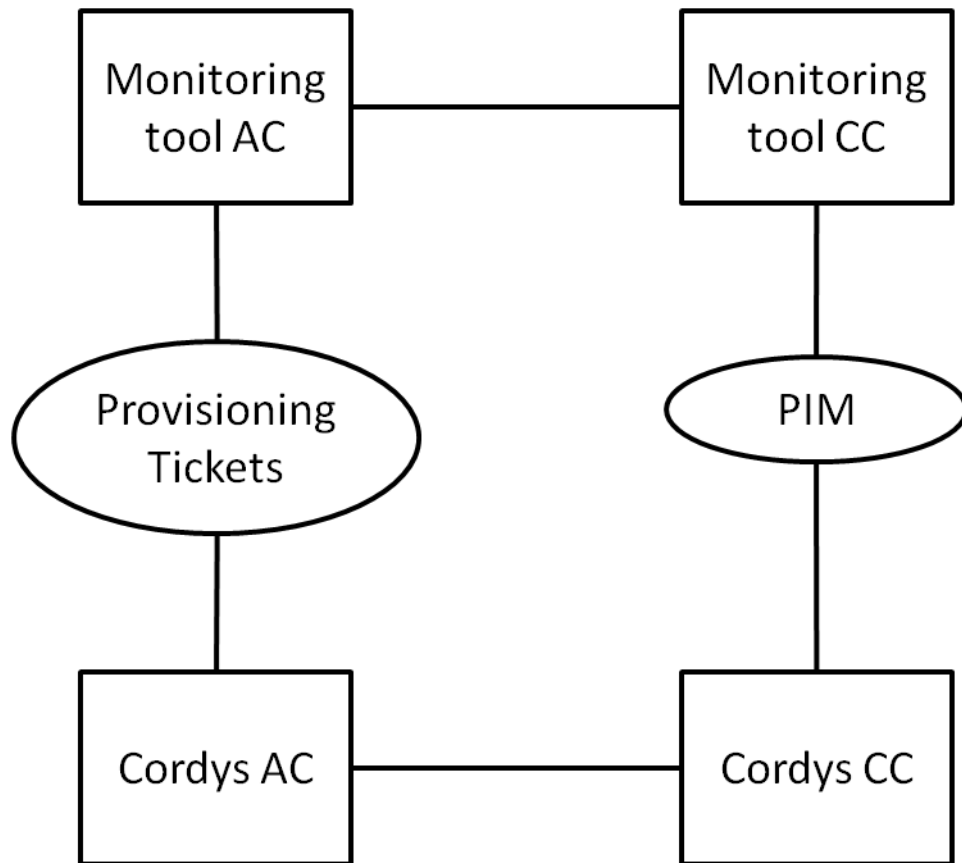 Monitoring
tool AC
Monitoring
tool CC
Provisioning
Tickets
PIM
Cordys AC
Cordys CC